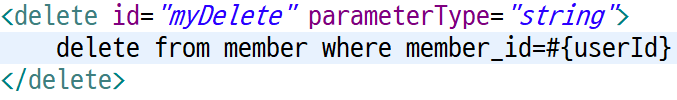 <delete id="myDelete" parameterType="string">
delete from member where member_id=#{userId}
</delete>